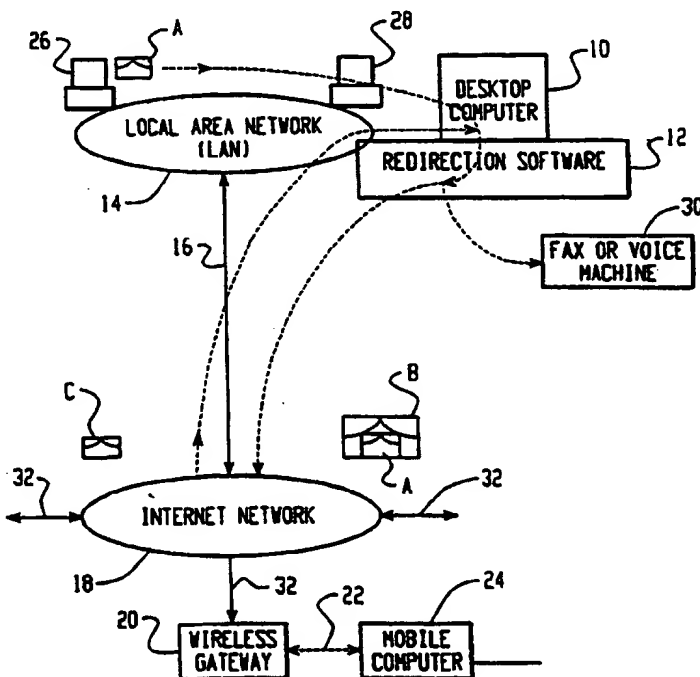 26
A
28
10
DESKTOP
COMPUTER
LOCAL AREA NETWORK
(LAN)
12
REDIRECTION SOFTWARE
14
30
16
FAX OR VOICE
MACHINE
C
B
A
32
32
INTERNET NETWORK
18
32
24
20
22
WIRELESS
GATEWAY
MOBILE
COMPUTER